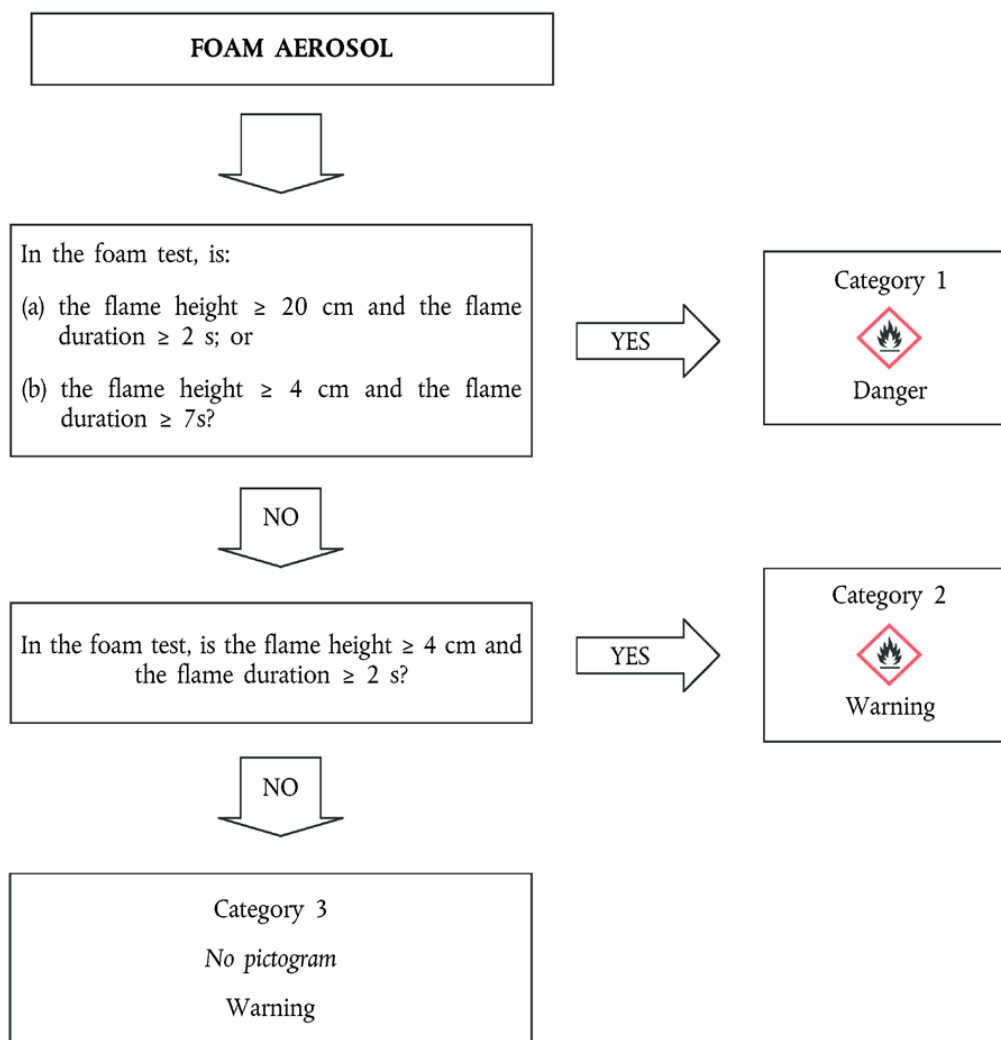 FOAM AEROSOL
In the foam test, is:
(a) the flame height ≥ 20 cm and the flame
duration ≥ 2 s; or
(b) the flame height ≥ 4 cm and the flame
duration ≥ 7s?
YES
Category 1
Danger
NO
In the foam test, is the flame height ≥ 4 cm and
the flame duration ≥ 2 s?
YES
Category 2
Warning
NO
Category 3
No pictogram
Warning